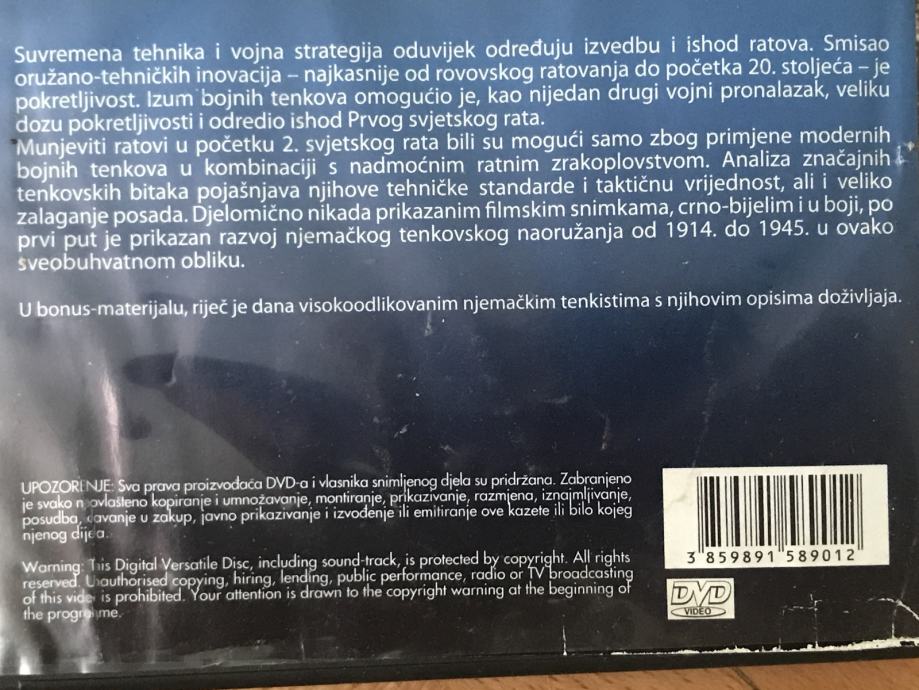 Suvremena tehnika i vojna strategija oduvijek određuju izvedbu i ishod ratova. Smisao
oružano-tehničkih inovacija – najkasnije od rovovskog ratovanja do početka 20. stoljeća – je
pokretljivost. Izum bojnih tenkova omogućio je, kao nijedan drugi vojni pronalazak, veliku
dozu pokretljivosti i odredio ishod Prvog svjetskog rata.
Munjeviti ratovi u početku 2. svjetskog rata bili su mogući samo zbog primjene modernih
bojnih tenkova u kombinaciji s nadmoćnim ratnim zrakoplovstvom. Analiza značajnih
tenkovskih bitaka pojašnjava njihove tehničke standarde i taktičnu vrijednost, ali i veliko
zalaganje posada. Djelomično nikada prikazanim filmskim snimkama, crno-bijelim i u boji, po
prvi put je prikazan razvoj njemačkog tenkovskog naoružanja od 1914. do 1945. u ovako
sveobuhvatnom obliku.
U bonus-materijalu, riječ je dana visokoodlikovanim njemačkim tenkistima s njihovim opisima doživljaja.
UPOZORENJE: Sva prava proizvođača DVD-a i vlasnika snimljenog djela su pridržana. Zabranjeno
je svako neovlašteno kopiranje i umnožavanje, montiranje, prikazivanje, razmjena, iznajmljivanje,
posudba, davanje u zakup, javno prikazivanje i izvođenje ili emitiranje ove kazete ili bilo kojeg
njenog dijela.
Warning: This Digital Versatile Disc, including sound-track, is protected by copyright. All rights
reserved. Unauthorised copying, hiring, lending, public performance, radio or TV broadcasting
of this video is prohibited. Your attention is drawn to the copyright warning at the beginning of
the programme.
3 859891 589012
DVD
VIDEO